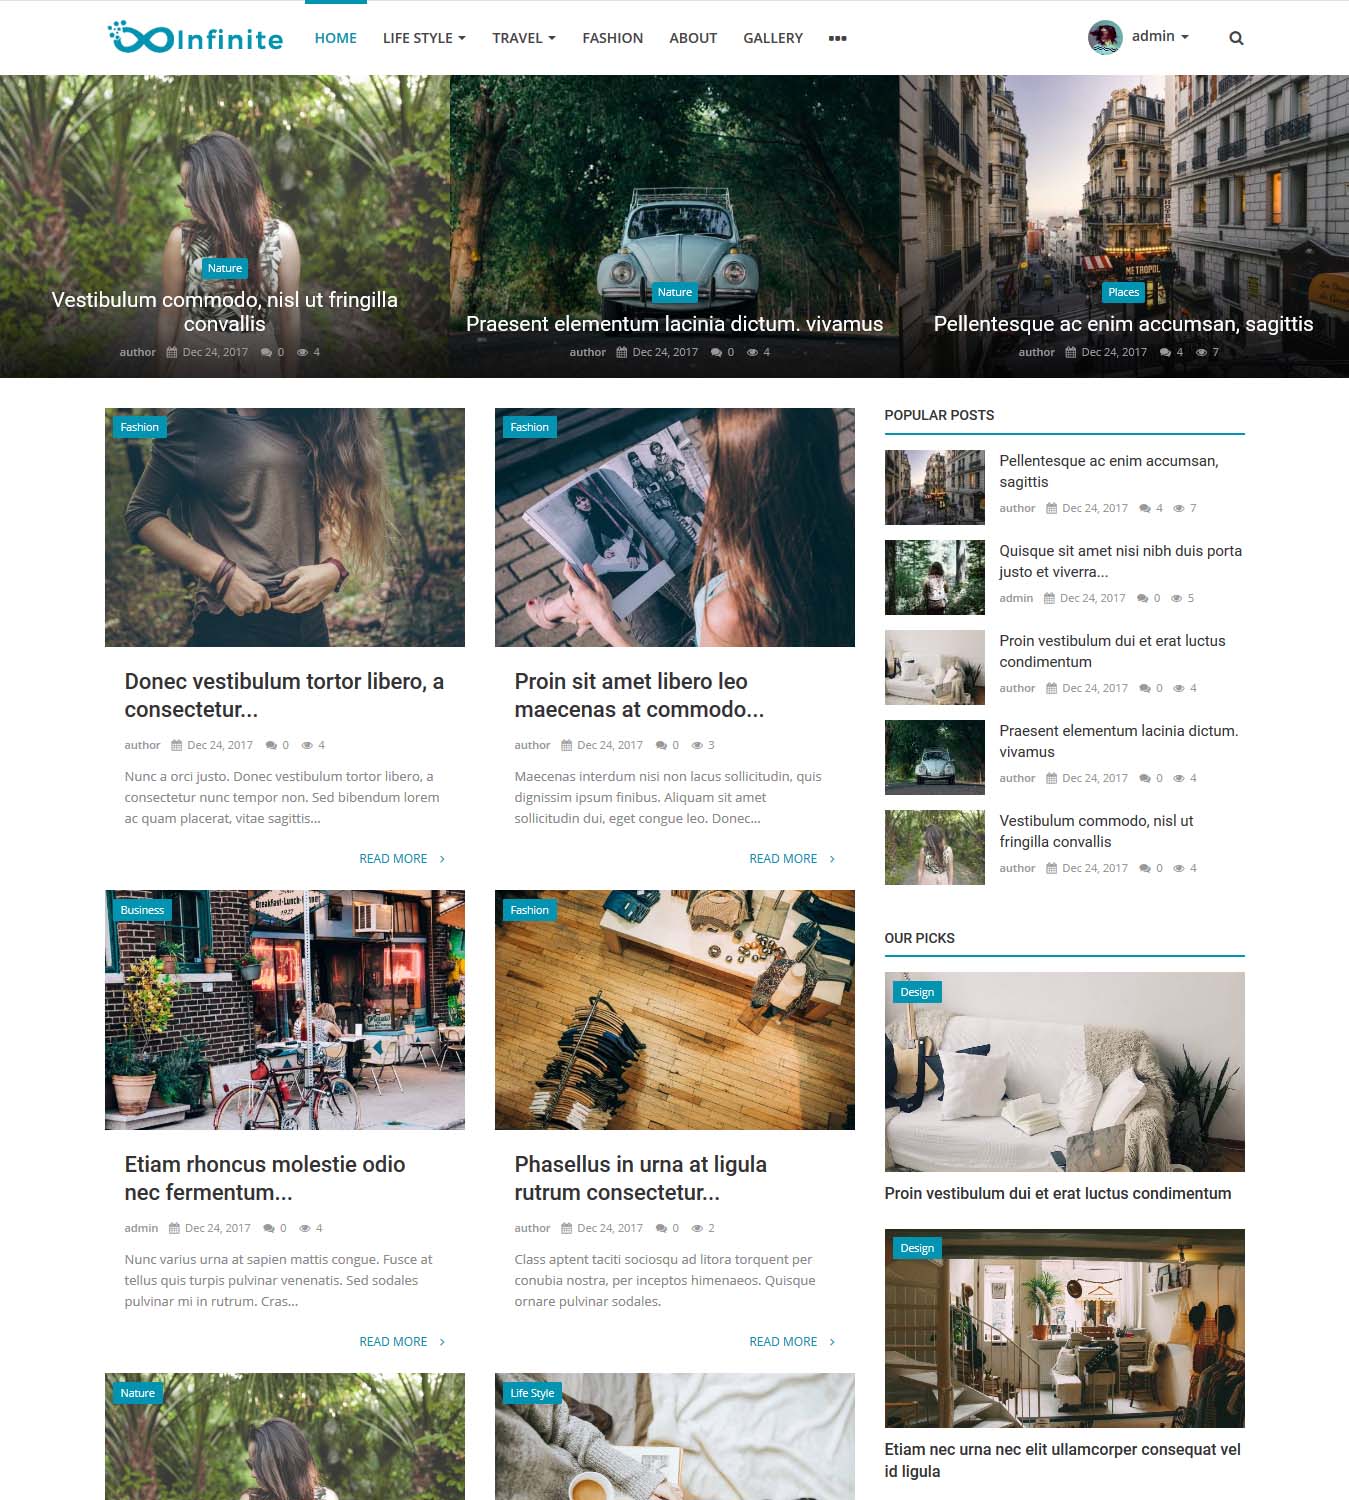 Infinite
HOME
LIFE STYLE
TRAVEL
FASHION
ABOUT
GALLERY
admin
Nature
Vestibulum commodo, nisl ut fringilla
convallis
author Dec 24, 2017 0 4
Nature
Praesent elementum lacinia dictum. vivamus
author Dec 24, 2017 0 4
HOTEL
METROPOL
Places
Pellentesque ac enim accumsan, sagittis
author Dec 24, 2017 4 7
Fashion
Donec vestibulum tortor libero, a
consectetur...
author Dec 24, 2017 0 4
Nunc a orci justo. Donec vestibulum tortor libero, a
consectetur nunc tempor non. Sed bibendum lorem
ac quam placerat, vitae sagittis...
READ MORE
Fashion
Proin sit amet libero leo
maecenas at commodo...
author Dec 24, 2017 0 3
Maecenas interdum nisi non lacus sollicitudin, quis
dignissim ipsum finibus. Aliquam sit amet
sollicitudin dui, eget congue leo. Donec...
READ MORE
Business
Breakfast-Lunch-Dinner
1922
Etiam rhoncus molestie odio
nec fermentum...
admin Dec 24, 2017 0 4
Nunc varius urna at sapien mattis congue. Fusce at
tellus quis turpis pulvinar venenatis. Sed sodales
pulvinar mi in rutrum. Cras...
READ MORE
Fashion
Phasellus in urna at ligula
rutrum consectetur...
author Dec 24, 2017 0 2
Class aptent taciti sociosqu ad litora torquent per
conubia nostra, per inceptos himenaeos. Quisque
ornare pulvinar sodales.
READ MORE
Nature
Life Style
POPULAR POSTS
Pellentesque ac enim accumsan,
sagittis
author Dec 24, 2017 4 7
Quisque sit amet nisi nibh duis porta
justo et viverra...
admin Dec 24, 2017 0 5
Proin vestibulum dui et erat luctus
condimentum
author Dec 24, 2017 0 4
Praesent elementum lacinia dictum.
vivamus
author Dec 24, 2017 0 4
Vestibulum commodo, nisl ut
fringilla convallis
author Dec 24, 2017 0 4
OUR PICKS
Design
Proin vestibulum dui et erat luctus condimentum
Design
Etiam nec urna nec elit ullamcorper consequat vel
id ligula